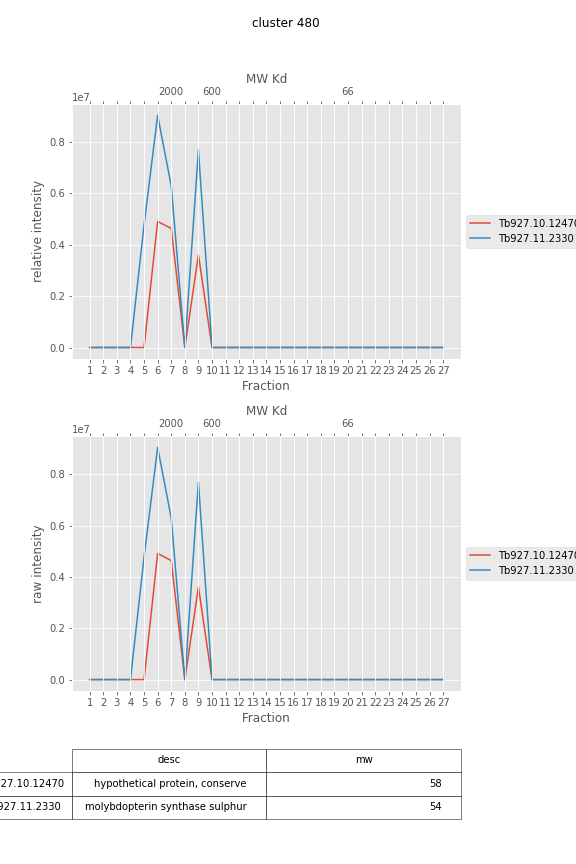 cluster 480
MW Kd
1e7 2000 600 66
0.8
0.6
0.4
0.2
0.0
relative intensity
Tb927.10.12470
Tb927.11.2330
1 2 3 4 5 6 7 8 9 10 11 12 13 14 15 16 17 18 19 20 21 22 23 24 25 26 27
Fraction
MW Kd
1e7 2000 600 66
0.8
0.6
0.4
0.2
0.0
raw intensity
Tb927.10.12470
Tb927.11.2330
1 2 3 4 5 6 7 8 9 10 11 12 13 14 15 16 17 18 19 20 21 22 23 24 25 26 27
Fraction
desc mw
27.10.12470 hypothetical protein, conserve 58
927.11.2330 molybdopterin synthase sulphur 54